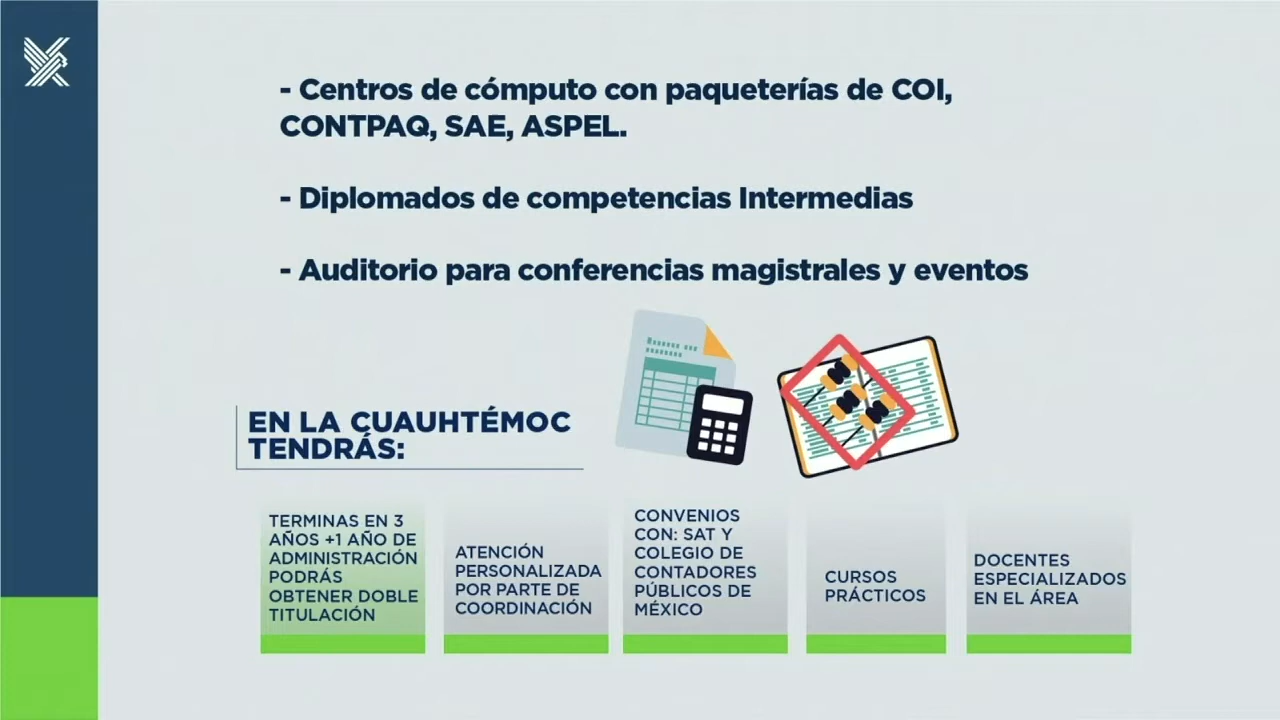 - Centros de cómputo con paqueterías de COI,
CONTPAQ, SAE, ASPEL.
- Diplomados de competencias Intermedias
- Auditorio para conferencias magistrales y eventos
EN LA CUAUHTÉMOC
TENDRÁS:
TERMINAS EN 3
AÑOS +1 AÑO DE
ADMINISTRACIÓN
PODRÁS
OBTENER DOBLE
TITULACIÓN
ATENCIÓN
PERSONALIZADA
POR PARTE DE
COORDINACIÓN
CONVENIOS
CON: SAT Y
COLEGIO DE
CONTADORES
PÚBLICOS DE
MÉXICO
CURSOS
PRÁCTICOS
DOCENTES
ESPECIALIZADOS
EN EL ÁREA